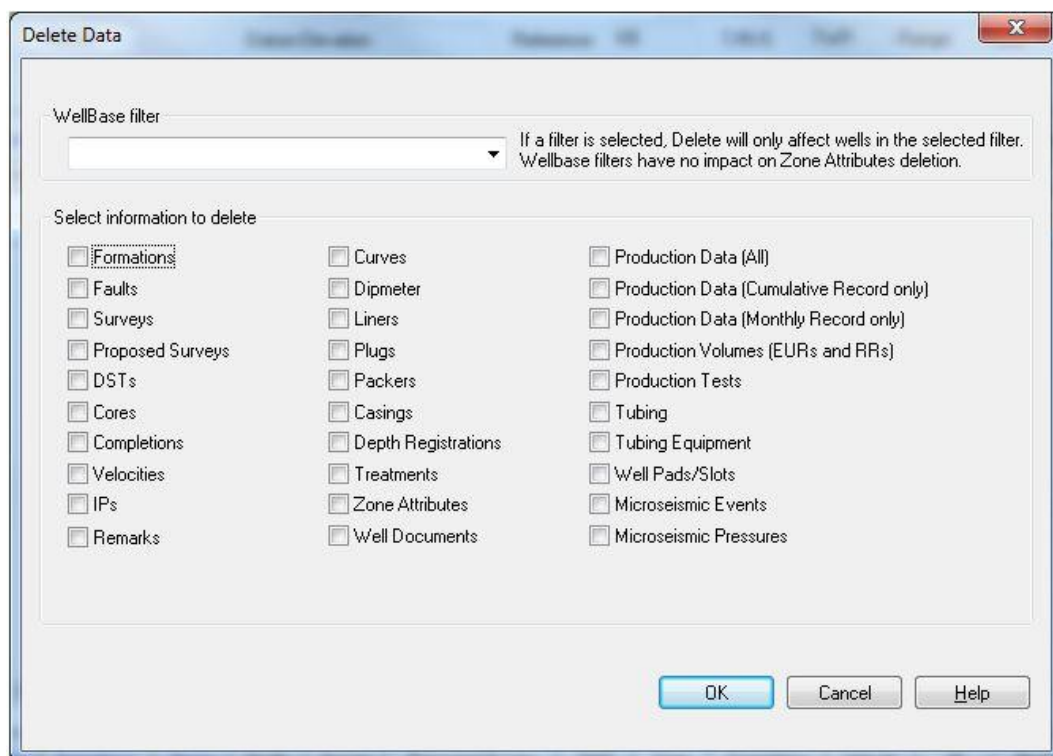 Delete Data
WellBase filter
If a filter is selected, Delete will only affect wells in the selected filter.
Wellbase filters have no impact on Zone Attributes deletion.
Select information to delete
Formations
Faults
Surveys
Proposed Surveys
DSTs
Cores
Completions
Velocities
IPs
Remarks
Curves
Dipmeter
Liners
Plugs
Packers
Casings
Depth Registrations
Treatments
Zone Attributes
Well Documents
Production Data (All)
Production Data (Cumulative Record only)
Production Data (Monthly Record only)
Production Volumes (EURs and RRs)
Production Tests
Tubing
Tubing Equipment
Well Pads/Slots
Microseismic Events
Microseismic Pressures
OK Cancel Help